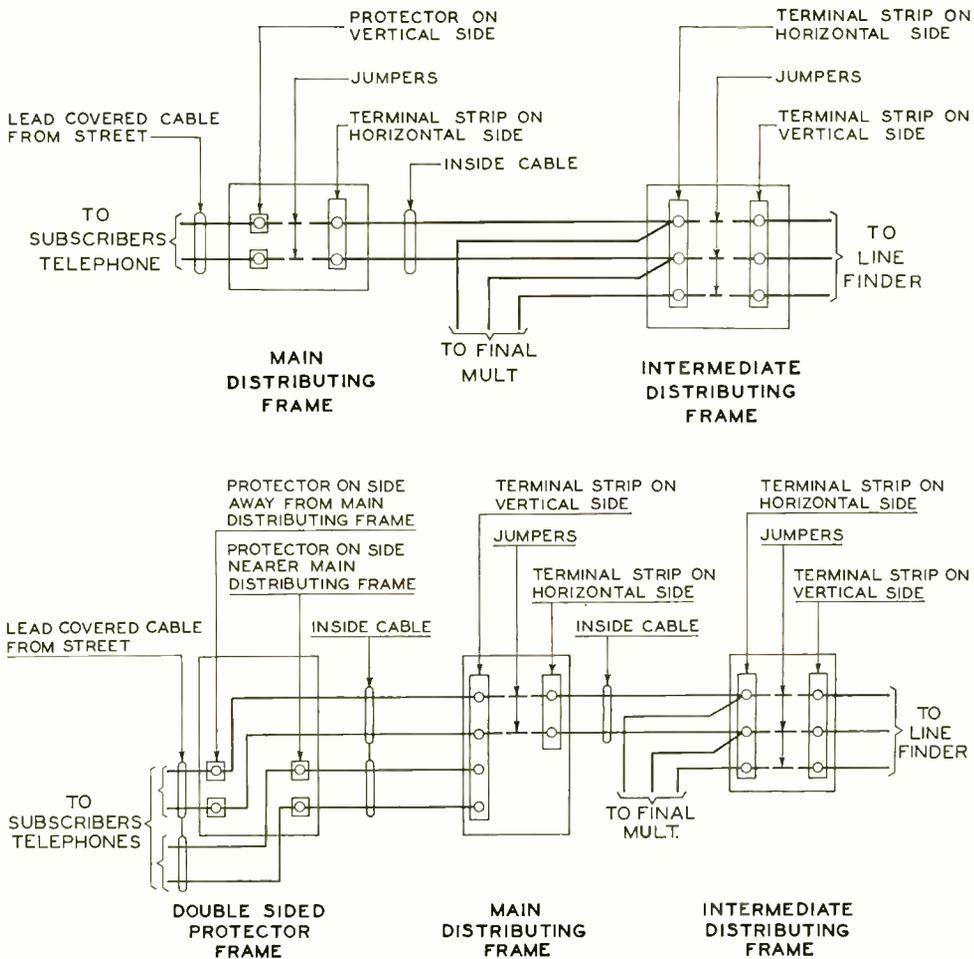 PROTECTOR ON
VERTICAL SIDE
JUMPERS
LEAD COVERED CABLE
FROM STREET
TERMINAL STRIP ON
HORIZONTAL SIDE
INSIDE CABLE
TERMINAL STRIP ON
HORIZONTAL SIDE
JUMPERS
TERMINAL STRIP ON
VERTICAL SIDE
TO
SUBSCRIBERS
TELEPHONE
TO
LINE
FINDER
TO FINAL
MULT
MAIN
DISTRIBUTING
FRAME
INTERMEDIATE
DISTRIBUTING
FRAME
PROTECTOR ON SIDE
AWAY FROM MAIN
DISTRIBUTING FRAME
PROTECTOR ON SIDE
NEARER MAIN
DISTRIBUTING FRAME
LEAD COVERED CABLE
FROM STREET
INSIDE CABLE
TERMINAL STRIP ON
VERTICAL SIDE
JUMPERS
TERMINAL STRIP ON
HORIZONTAL SIDE
INSIDE CABLE
TERMINAL STRIP ON
HORIZONTAL SIDE
JUMPERS
TERMINAL STRIP ON
VERTICAL SIDE
TO
SUBSCRIBERS
TELEPHONES
TO FINAL
MULT.
TO
LINE
FINDER
DOUBLE SIDED
PROTECTOR
FRAME
MAIN
DISTRIBUTING
FRAME
INTERMEDIATE
DISTRIBUTING
FRAME